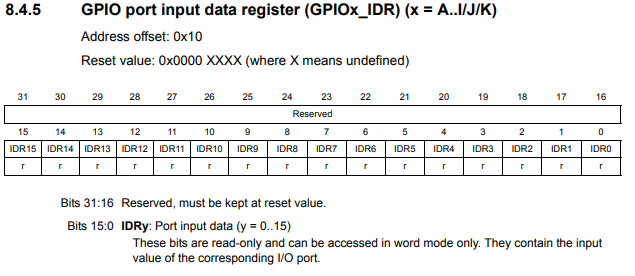 8.4.5 GPIO port input data register (GPIOx_IDR) (x = A..I/J/K)
Address offset: 0x10
Reset value: 0x0000 XXXX (where X means undefined)
31 30 29 28 27 26 25 24 23 22 21 20 19 18 17 16
Reserved
15 14 13 12 11 10 9 8 7 6 5 4 3 2 1 0
IDR15 IDR14 IDR13 IDR12 IDR11 IDR10 IDR9 IDR8 IDR7 IDR6 IDR5 IDR4 IDR3 IDR2 IDR1 IDR0
r r r r r r r r r r r r r r r r
Bits 31:16 Reserved, must be kept at reset value.
Bits 15:0 IDRy: Port input data (y = 0..15)
These bits are read-only and can be accessed in word mode only. They contain the input
value of the corresponding I/O port.